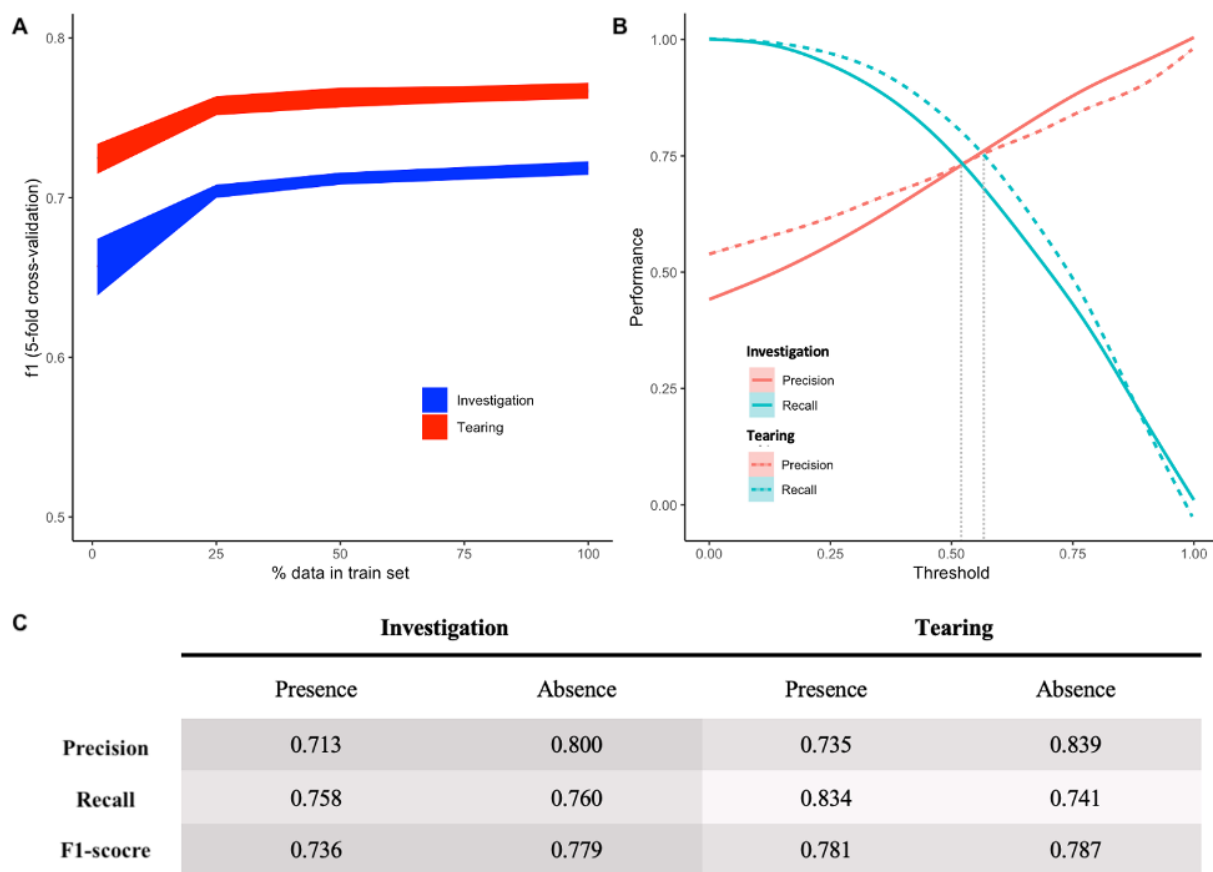 A
0.8
0.7
0.6
0.5
f1 (5-fold cross-validation)
0
25
50
75
100
% data in train set
Investigation
Tearing
B
1.00
0.75
0.50
0.25
0.00
Performance
Investigation
Precision
Recall
Tearing
Precision
Recall
0.00
0.25
0.50
0.75
1.00
Threshold
C
Investigation Tearing
Presence Absence Presence Absence
Precision 0.713 0.800 0.735 0.839
Recall 0.758 0.760 0.834 0.741
F1-scocre 0.736 0.779 0.781 0.787